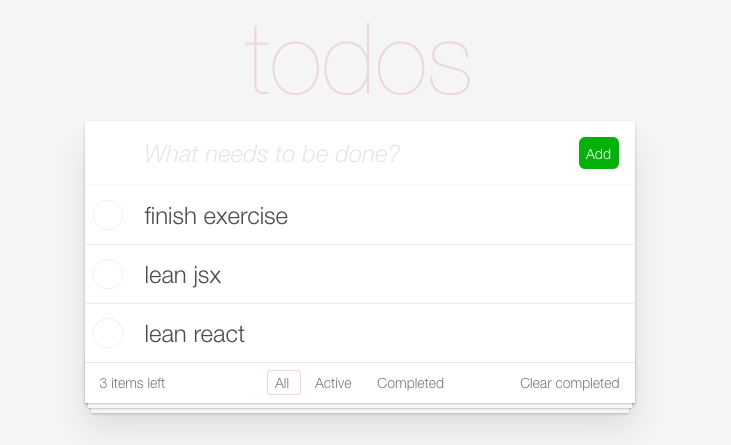 todos
What needs to be done? Add
finish exercise
lean jsx
lean react
3 items left All Active Completed Clear completed